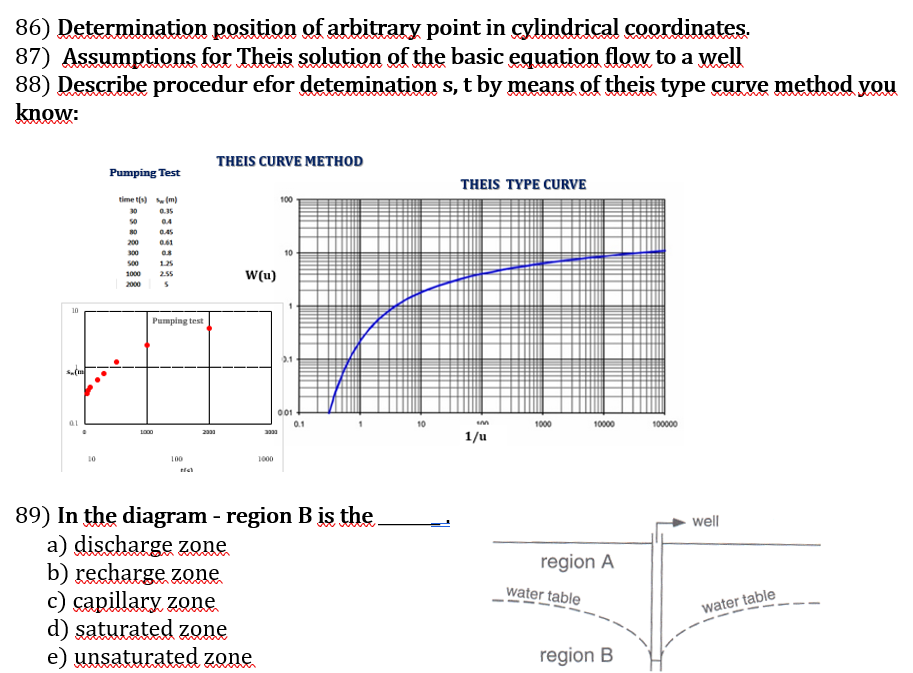 86) Determination position of arbitrary point in cylindrical coordinates.
87) Assumptions for Theis solution of the basic equation flow to a well
88) Describe procedur efor detemination s, t by means of theis type curve method you
know:
THEIS CURVE METHOD
Pumping Test
time t(s) sw (m)
30 0.35
50 0.4
80 0.45
200 0.61
300 0.8
500 1.25
1000 2.55
2000 5
THEIS TYPE CURVE
100
10
W(u)
1
0.1
0.01
0.1 1 10 100 1000 10000 100000
1/u
10
Pumping test
sw(m
0.1
0 1000 2000 3000
10 100 1000
t(s)
89) In the diagram - region B is the ______.
a) discharge zone
b) recharge zone
c) capillary zone
d) saturated zone
e) unsaturated zone
well
region A
water table
water table
region B